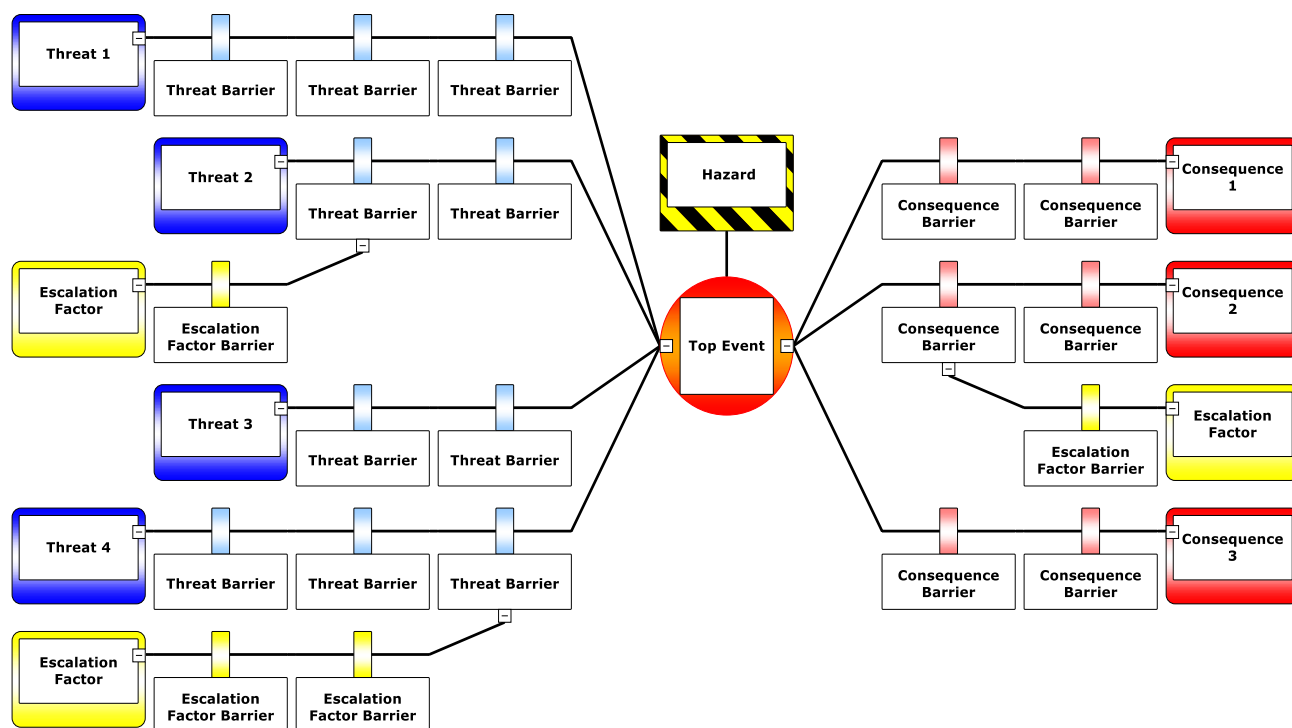 Threat 1
Threat Barrier
Threat Barrier
Threat Barrier
Threat 2
Threat Barrier
Threat Barrier
Escalation
Factor
Escalation
Factor Barrier
Threat 3
Threat Barrier
Threat Barrier
Threat 4
Threat Barrier
Threat Barrier
Threat Barrier
Escalation
Factor
Escalation
Factor Barrier
Escalation
Factor Barrier
Hazard
Top Event
Consequence
Barrier
Consequence
Barrier
Consequence
1
Consequence
Barrier
Consequence
Barrier
Consequence
2
Escalation
Factor Barrier
Escalation
Factor
Consequence
Barrier
Consequence
Barrier
Consequence
3